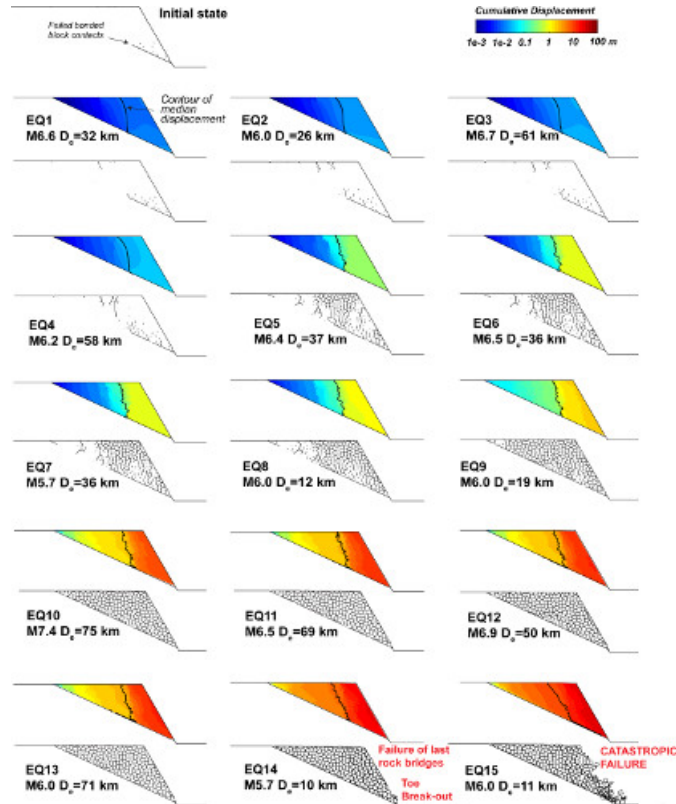 Initial state
Failed bonded
block contacts
Cumulative Displacement
1e-3 1e-2 0.1 1 10 100 m
Contour of
median
displacement
EQ1
M6.6 Dₑ=32 km
EQ2
M6.0 Dₑ=26 km
EQ3
M6.7 Dₑ=61 km
EQ4
M6.2 Dₑ=58 km
EQ5
M6.4 Dₑ=37 km
EQ6
M6.5 Dₑ=36 km
EQ7
M5.7 Dₑ=36 km
EQ8
M6.0 Dₑ=12 km
EQ9
M6.0 Dₑ=19 km
EQ10
M7.4 Dₑ=75 km
EQ11
M6.5 Dₑ=69 km
EQ12
M6.9 Dₑ=50 km
EQ13
M6.0 Dₑ=71 km
EQ14
M5.7 Dₑ=10 km
Failure of last
rock bridges
Toe
Break-out
EQ15
M6.0 Dₑ=11 km
CATASTROPIC
FAILURE